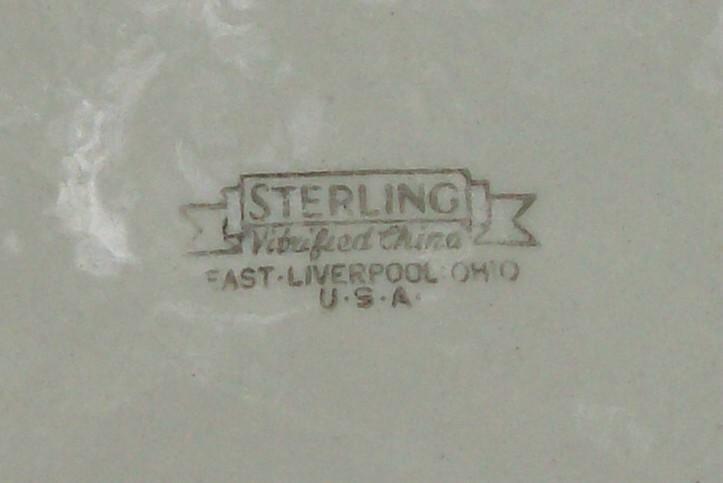 STERLING
Vitrified China
EAST·LIVERPOOL·OHIO
U·S·A·